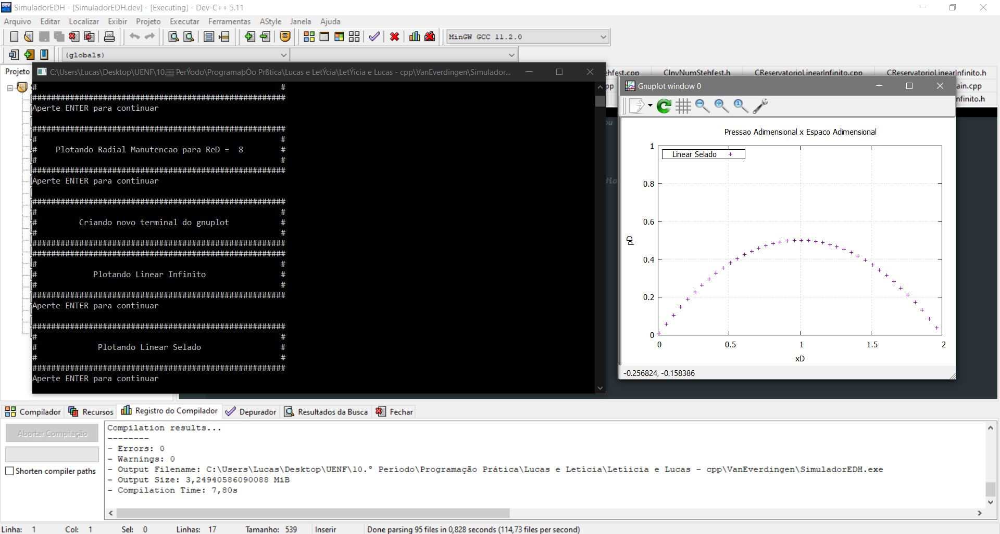 SimuladorEDH - [SimuladorEDH.dev] - [Executing] - Dev-C++ 5.11
Arquivo Editar Localizar Exibir Projeto Executar Ferramentas AStyle Janela Ajuda
MinGW GCC 11.2.0
(globals)
Projeto
C:\Users\Lucas\Desktop\UENF\10.▒ PerÝodo\ProgramaþÒo Prßtica\Lucas e LetÝcia\LetÝicia e Lucas - cpp\VanEverdingen\Simulador...
# #
######################################################
Aperte ENTER para continuar
######################################################
# #
# Plotando Radial Manutencao para ReD = 8 #
# #
######################################################
Aperte ENTER para continuar
######################################################
# #
# Criando novo terminal do gnuplot #
# #
######################################################
######################################################
# #
# Plotando Linear Infinito #
# #
######################################################
Aperte ENTER para continuar
######################################################
# #
# Plotando Linear Selado #
# #
######################################################
Aperte ENTER para continuar
ehfest.cpp CInvNumStehfest.h CReservatorioLinearInfinito.cpp CReservatorioLinearInfinito.h
pp ain.cpp
nfinito.h
ou
dia
Gnuplot window 0
Pressao Adimensional x Espaco Adimensional
Linear Selado
1
0.8
0.6
0.4
0.2
0
pD
0 0.5 1 1.5 2
xD
-0.256824, -0.158386
Compilador Recursos Registro do Compilador Depurador Resultados da Busca Fechar
Abortar Compilação
Shorten compiler paths
Compilation results...
--------
- Errors: 0
- Warnings: 0
- Output Filename: C:\Users\Lucas\Desktop\UENF\10.° Período\Programação Prática\Lucas e Letícia\Letíicia e Lucas - cpp\VanEverdingen\SimuladorEDH.exe
- Output Size: 3,24940586090088 MiB
- Compilation Time: 7,80s
Linha: 1 Col: 1 Sel: 0 Linhas: 17 Tamanho: 539 Inserir Done parsing 95 files in 0,828 seconds (114,73 files per second)